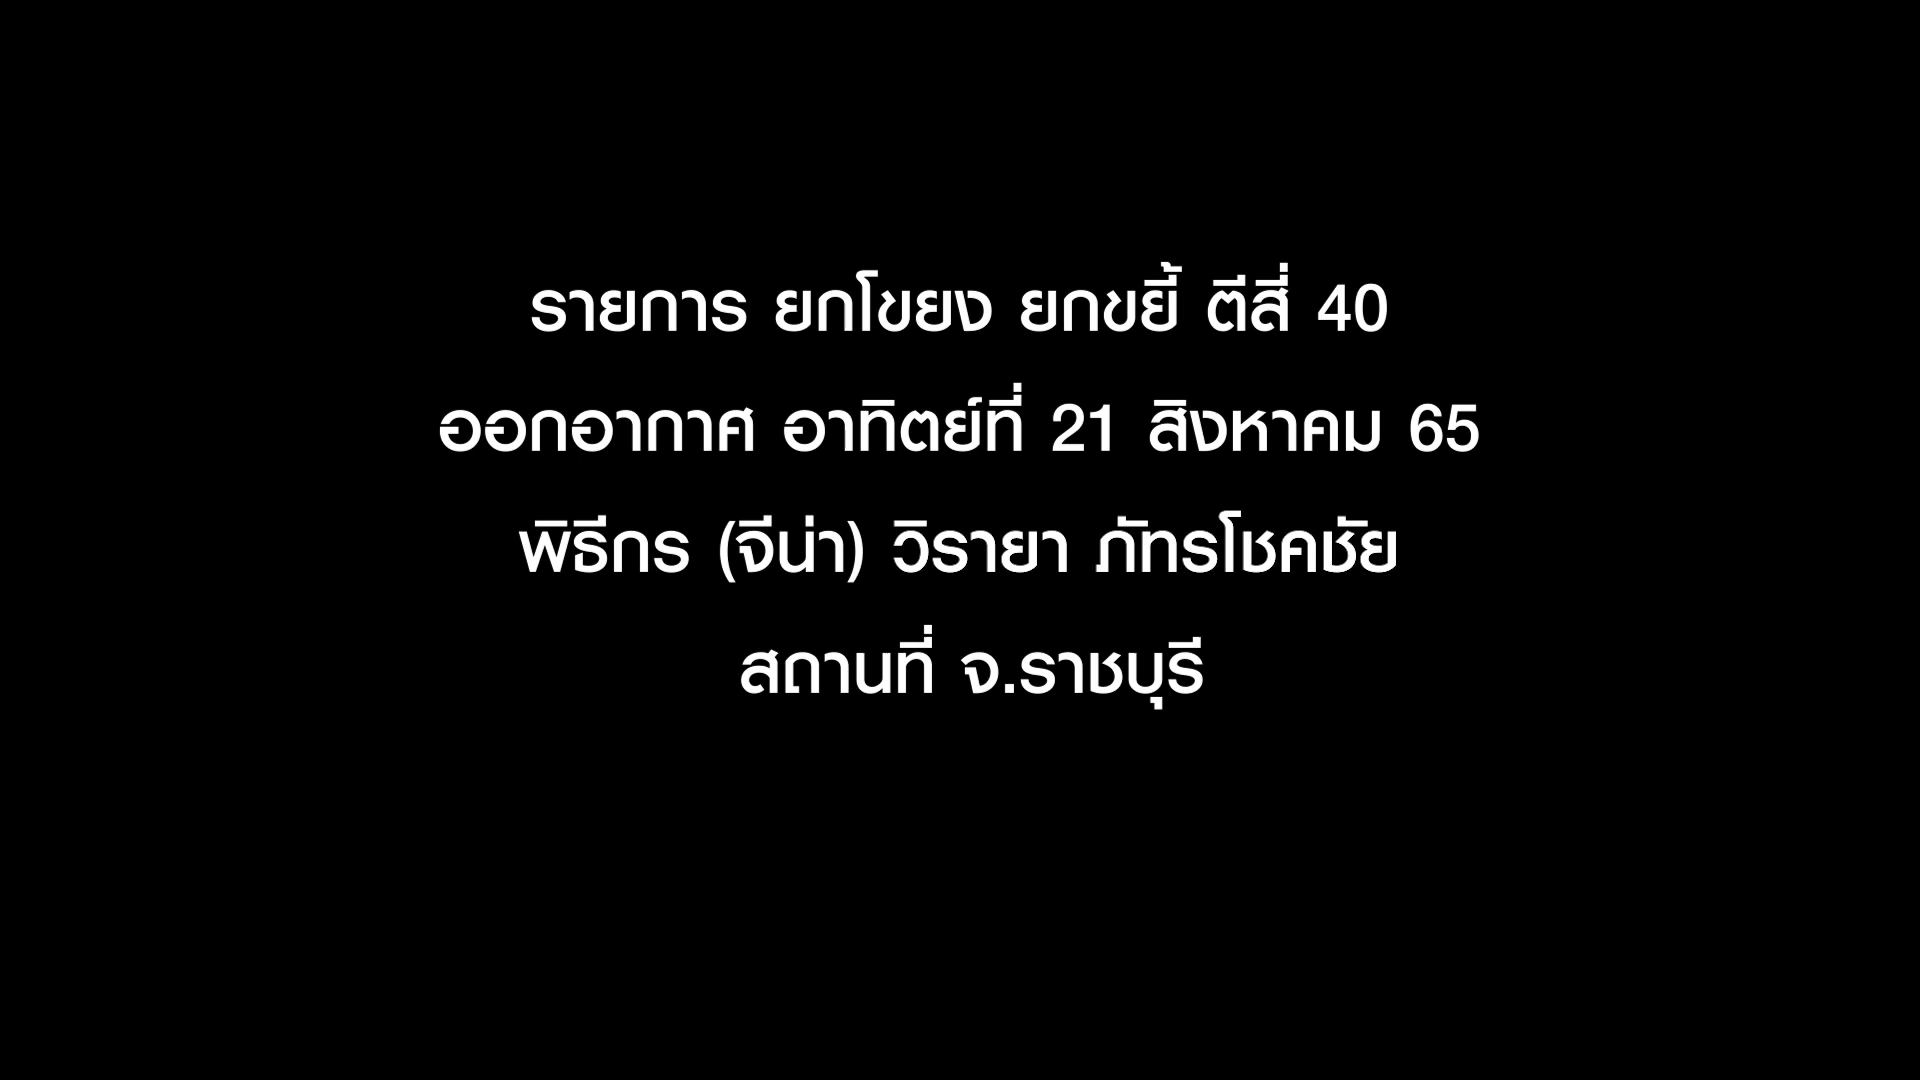 รายการ ยกโขยง ยกขยี้ ตีสี่ 40
ออกอากาศ อาทิตย์ที่ 21 สิงหาคม 65
พิธีกร (จีน่า) วิรายา ภัทรโชคชัย
สถานที่ จ.ราชบุรี